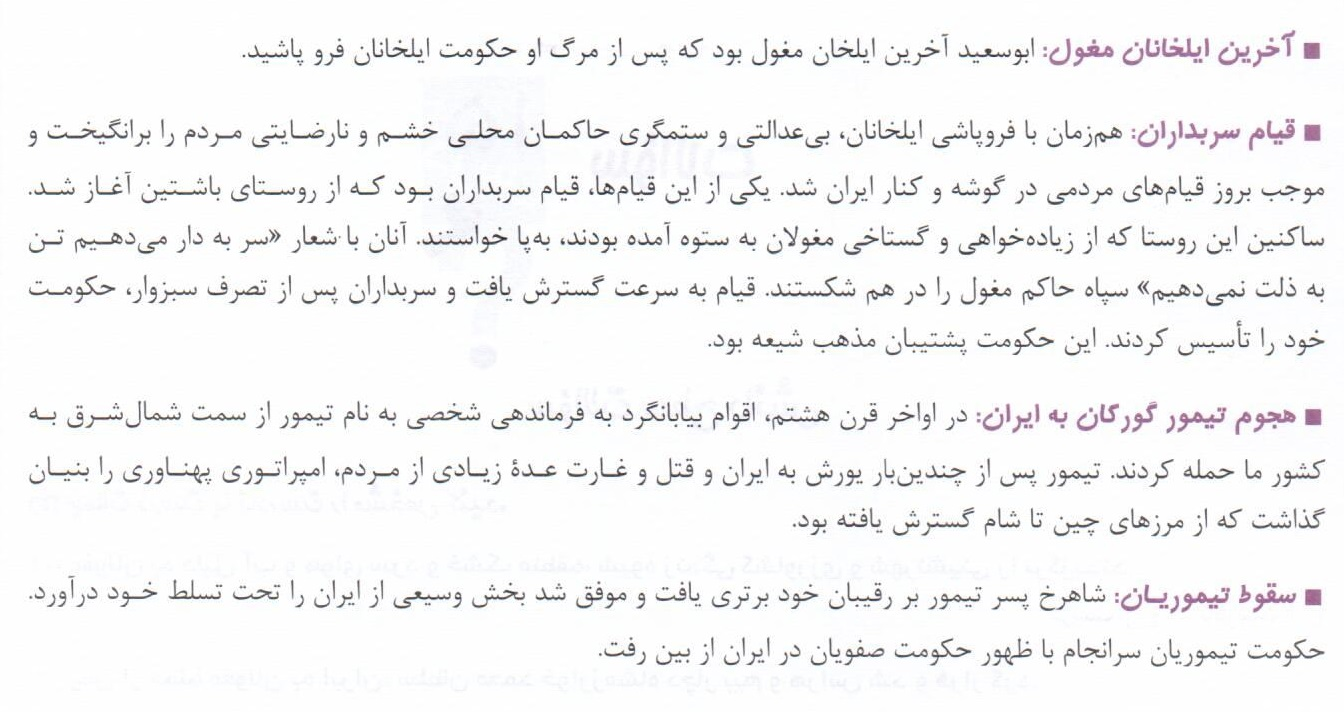 ■ آخرین ایلخانان مغول: ابوسعید آخرین ایلخان مغول بود که پس از مرگ او حکومت ایلخانان فرو پاشید.
■ قیام سربداران: هم‌زمان با فروپاشی ایلخانان، بی‌عدالتی و ستمگری حاکمان محلی خشم و نارضایتی مردم را برانگیخت و
موجب بروز قیام‌های مردمی در گوشه و کنار ایران شد. یکی از این قیام‌ها، قیام سربداران بود که از روستای باشتین آغاز شد.
ساکنین این روستا که از زیاده‌خواهی و گستاخی مغولان به ستوه آمده بودند، به‌پا خواستند. آنان با شعار «سر به دار می‌دهیم تن
به ذلت نمی‌دهیم» سپاه حاکم مغول را در هم شکستند. قیام به سرعت گسترش یافت و سربداران پس از تصرف سبزوار، حکومت
خود را تأسیس کردند. این حکومت پشتیبان مذهب شیعه بود.
■ هجوم تیمور گورکان به ایران: در اواخر قرن هشتم، اقوام بیابانگرد به فرماندهی شخصی به نام تیمور از سمت شمال‌شرق به
کشور ما حمله کردند. تیمور پس از چندین‌بار یورش به ایران و قتل و غارت عدهٔ زیادی از مردم، امپراتوری پهناوری را بنیان
گذاشت که از مرزهای چین تا شام گسترش یافته بود.
■ سقوط تیموریان: شاهرخ پسر تیمور بر رقیبان خود برتری یافت و موفق شد بخش وسیعی از ایران را تحت تسلط خود درآورد.
حکومت تیموریان سرانجام با ظهور حکومت صفویان در ایران از بین رفت.